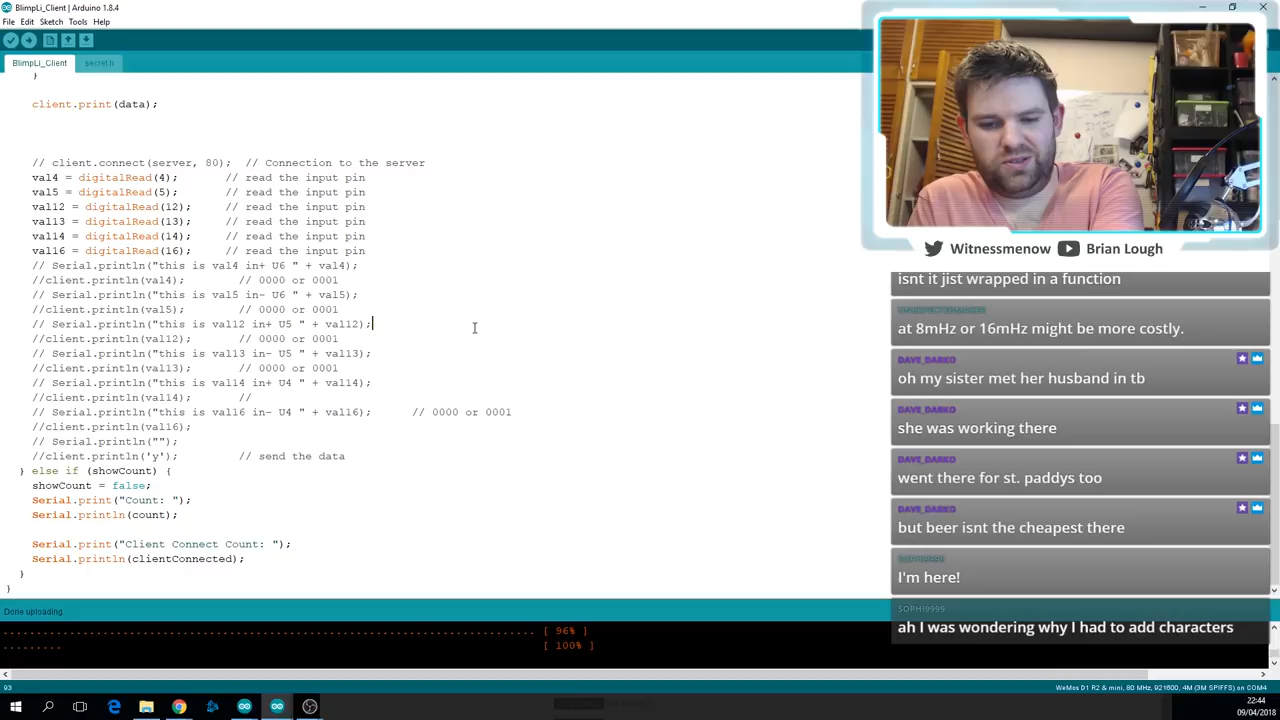 BlimpLi_Client | Arduino 1.8.4
File Edit Sketch Tools Help
BlimpLi_Client secret.h
}
client.print(data);
// client.connect(server, 80); // Connection to the server
val4 = digitalRead(4); // read the input pin
val5 = digitalRead(5); // read the input pin
val12 = digitalRead(12); // read the input pin
val13 = digitalRead(13); // read the input pin
val14 = digitalRead(14); // read the input pin
val16 = digitalRead(16); // read the input pin
// Serial.println("this is val4 in+ U6 " + val4);
//client.println(val4); // 0000 or 0001
// Serial.println("this is val5 in- U6 " + val5);
//client.println(val5); // 0000 or 0001
// Serial.println("this is val12 in+ U5 " + val12);
//client.println(val12); // 0000 or 0001
// Serial.println("this is val13 in- U5 " + val13);
//client.println(val13); // 0000 or 0001
// Serial.println("this is val14 in+ U4 " + val14);
//client.println(val14); //
// Serial.println("this is val16 in- U4 " + val16); // 0000 or 0001
//client.println(val16);
// Serial.println("");
//client.println('y'); // send the data
} else if (showCount) {
showCount = false;
Serial.print("Count: ");
Serial.println(count);
Serial.print("Client Connect Count: ");
Serial.println(clientConnected);
}
}
Done uploading.
[ 96% ]
[ 100% ]
93
WeMos D1 R2 & mini, 80 MHz, 921600, 4M (3M SPIFFS) on COM4
22:44
09/04/2018
Witnessmenow Brian Lough
isnt it jist wrapped in a function
at 8mHz or 16mHz might be more costly.
DAVE_DARKO
oh my sister met her husband in tb
DAVE_DARKO
she was working there
DAVE_DARKO
went there for st. paddys too
DAVE_DARKO
but beer isnt the cheapest there
SOPHI9999
I'm here!
SOPHI9999
ah I was wondering why I had to add characters